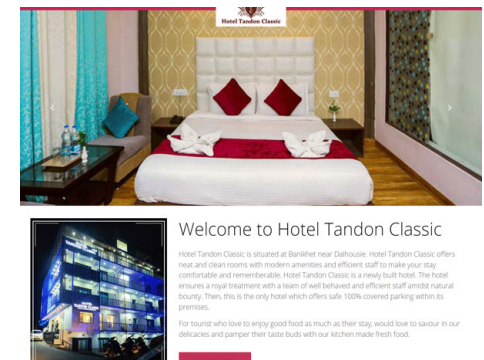 Hotel Tandon Classic
Welcome to Hotel Tandon Classic
Hotel Tandon Classic is situated at Banikhet near Dalhousie. Hotel Tandon Classic offers
neat and clean rooms with modern amenities and efficient staff to make your stay
comfortable and rememberable. Hotel Tandon Classic is a newly built hotel. The hotel
ensures a royal treatment with a team of well behaved and efficient staff amidst natural
bounty. Then, this is the only hotel which offers safe 100% covered parking within its
premises.
For tourist who love to enjoy good food as much as their stay, would love to savour in our
delicacies and pamper their taste buds with our kitchen made fresh food.